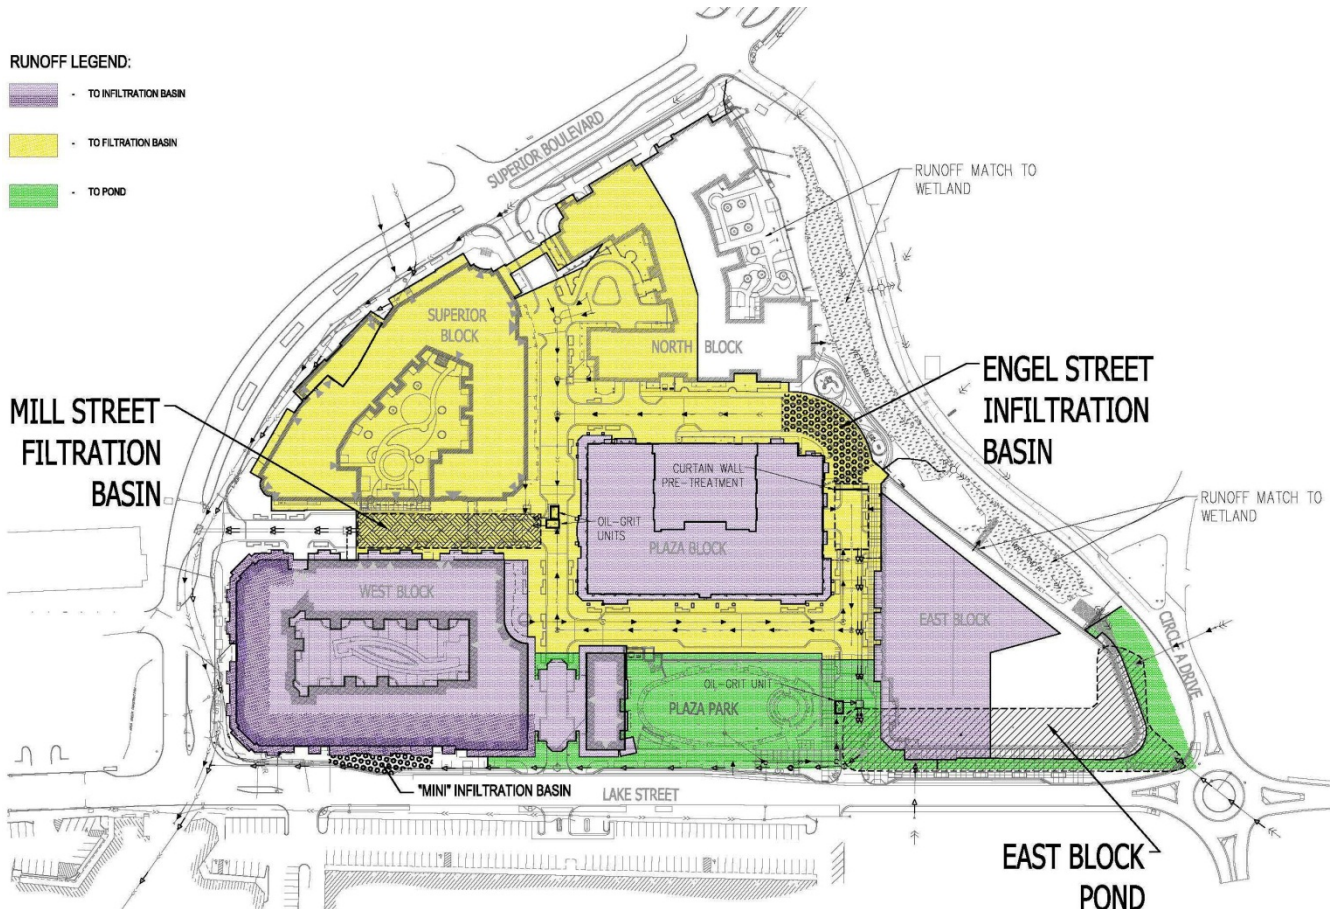 RUNOFF LEGEND:
- TO INFILTRATION BASIN
- TO FILTRATION BASIN
- TO POND
SUPERIOR BOULEVARD
RUNOFF MATCH TO
WETLAND
SUPERIOR
BLOCK
NORTH BLOCK
MILL STREET
FILTRATION
BASIN
ENGEL STREET
INFILTRATION
BASIN
CURTAIN WALL
PRE-TREATMENT
OIL-GRIT
UNITS
PLAZA BLOCK
RUNOFF MATCH TO
WETLAND
WEST BLOCK
EAST BLOCK
CIRCLE A DRIVE
OIL-GRIT UNIT
PLAZA PARK
"MINI" INFILTRATION BASIN
LAKE STREET
EAST BLOCK
POND